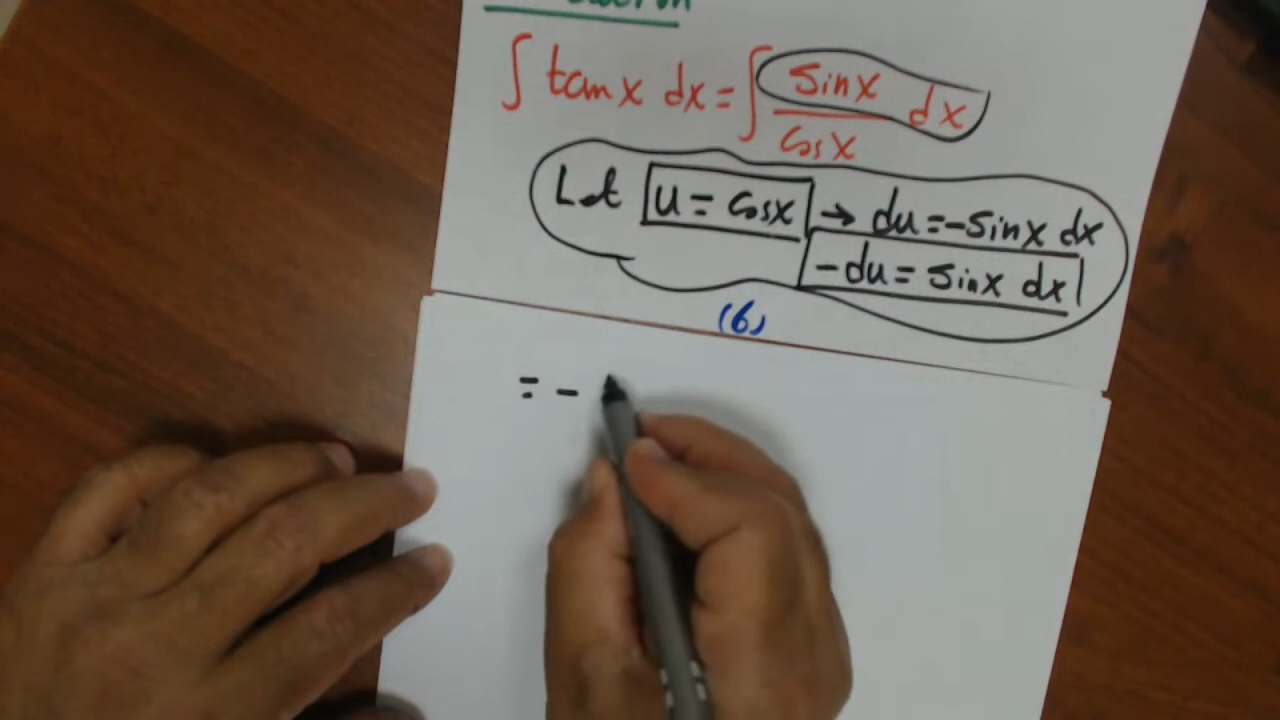 ∫ tan x dx = ∫ sin x / cos x dx
Let u = cos x → du = - sin x dx
- du = sin x dx
(6)
= -